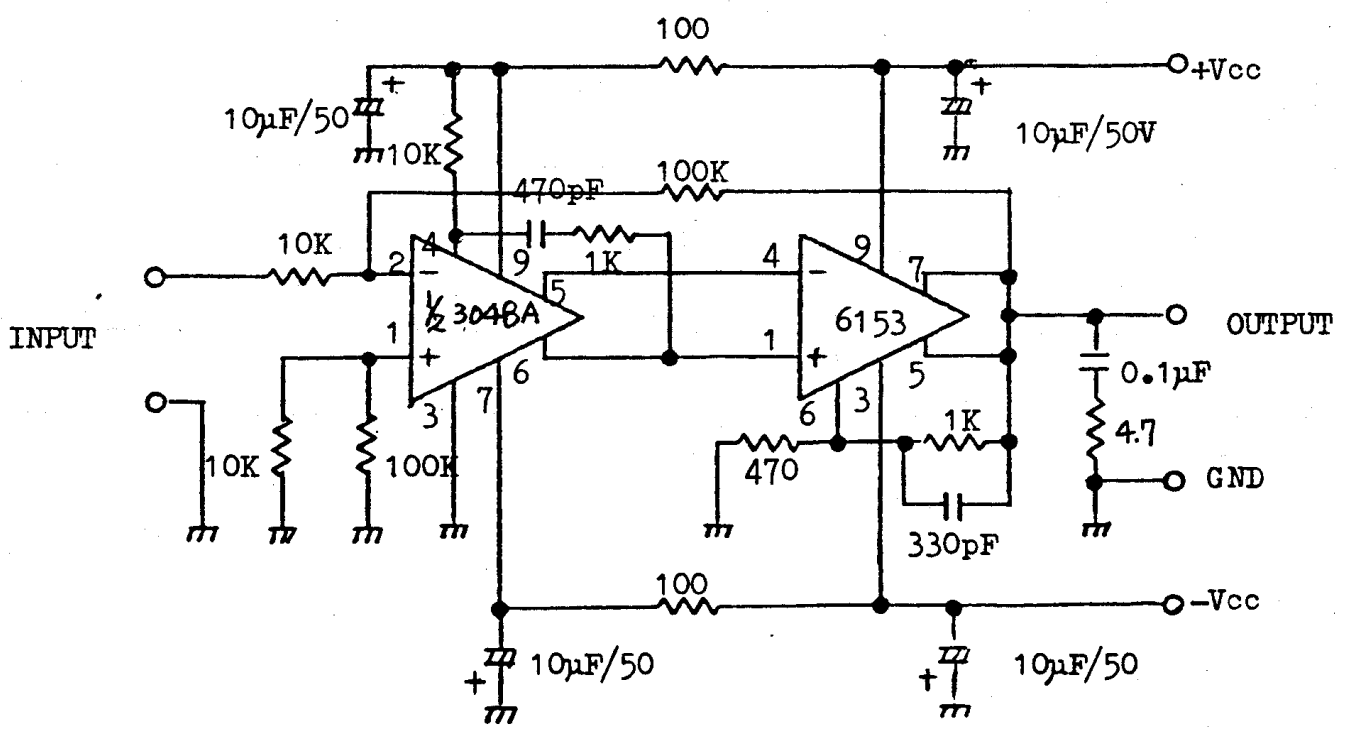 100
+Vcc
+
+
10µF/50
10µF/50V
10K
100K
470pF
10K
1K
4
9
4
9
7
2
−
5
−
½ 3048A
6153
INPUT
OUTPUT
1
+
6
1
+
5
0.1µF
3
7
6
3
1K
4.7
10K
100K
470
GND
330pF
100
−Vcc
10µF/50
10µF/50
+
+